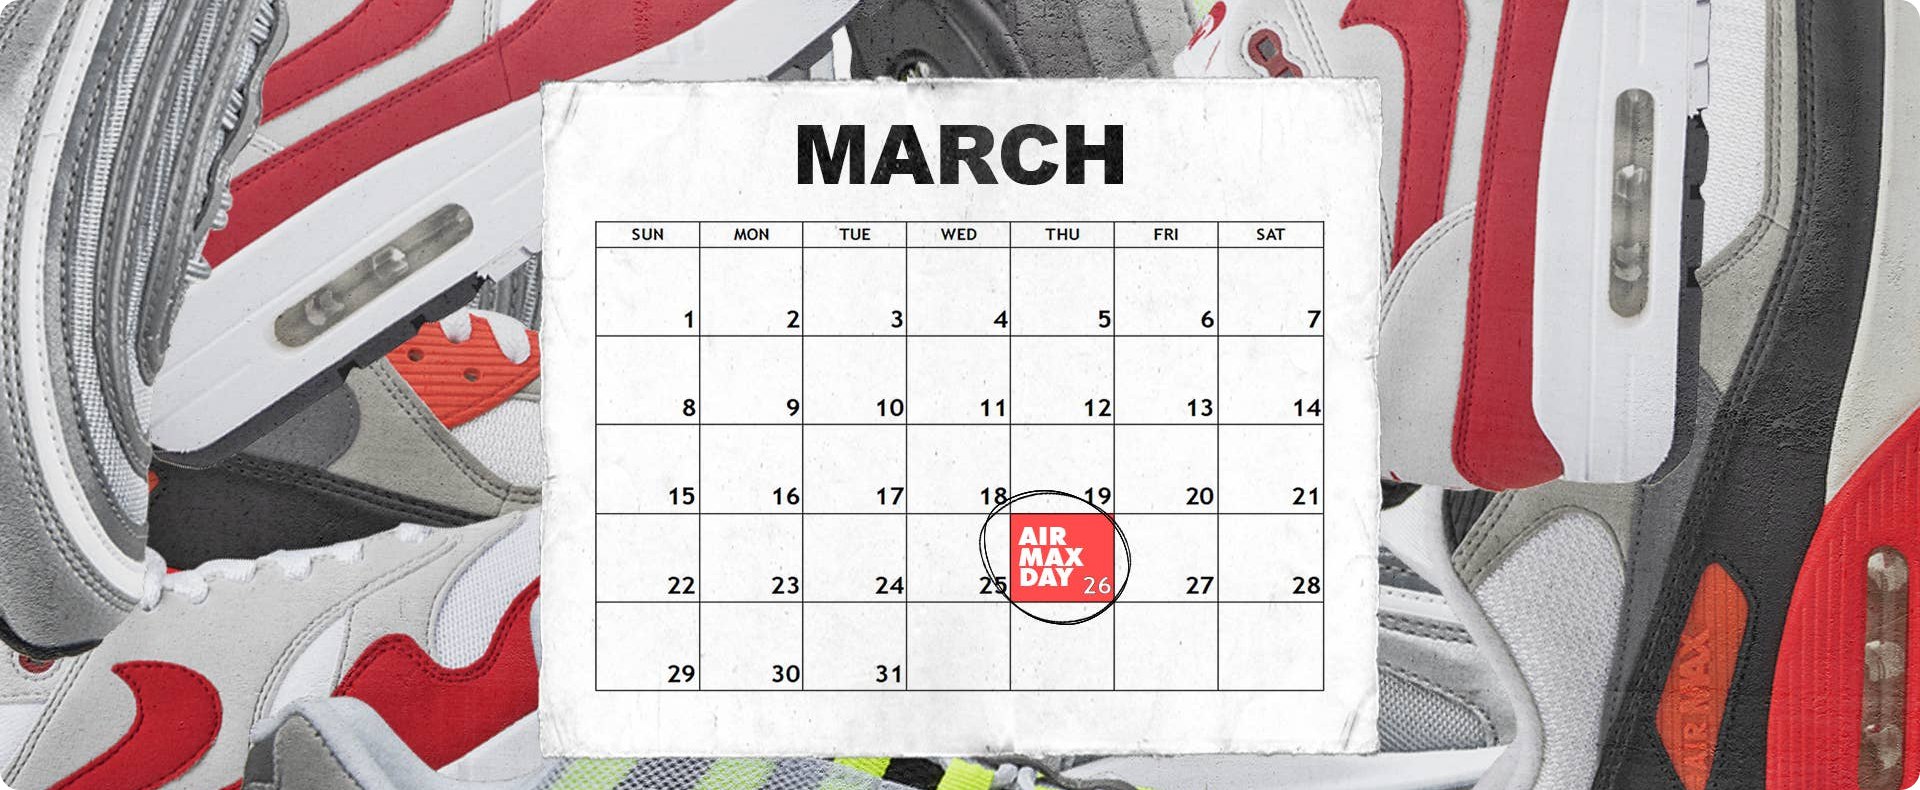 MARCH
SUN MON TUE WED THU FRI SAT
1 2 3 4 5 6 7
8 9 10 11 12 13 14
15 16 17 18 19 20 21
AIR
MAX
DAY
22 23 24 25 26 27 28
29 30 31
AIR MAX